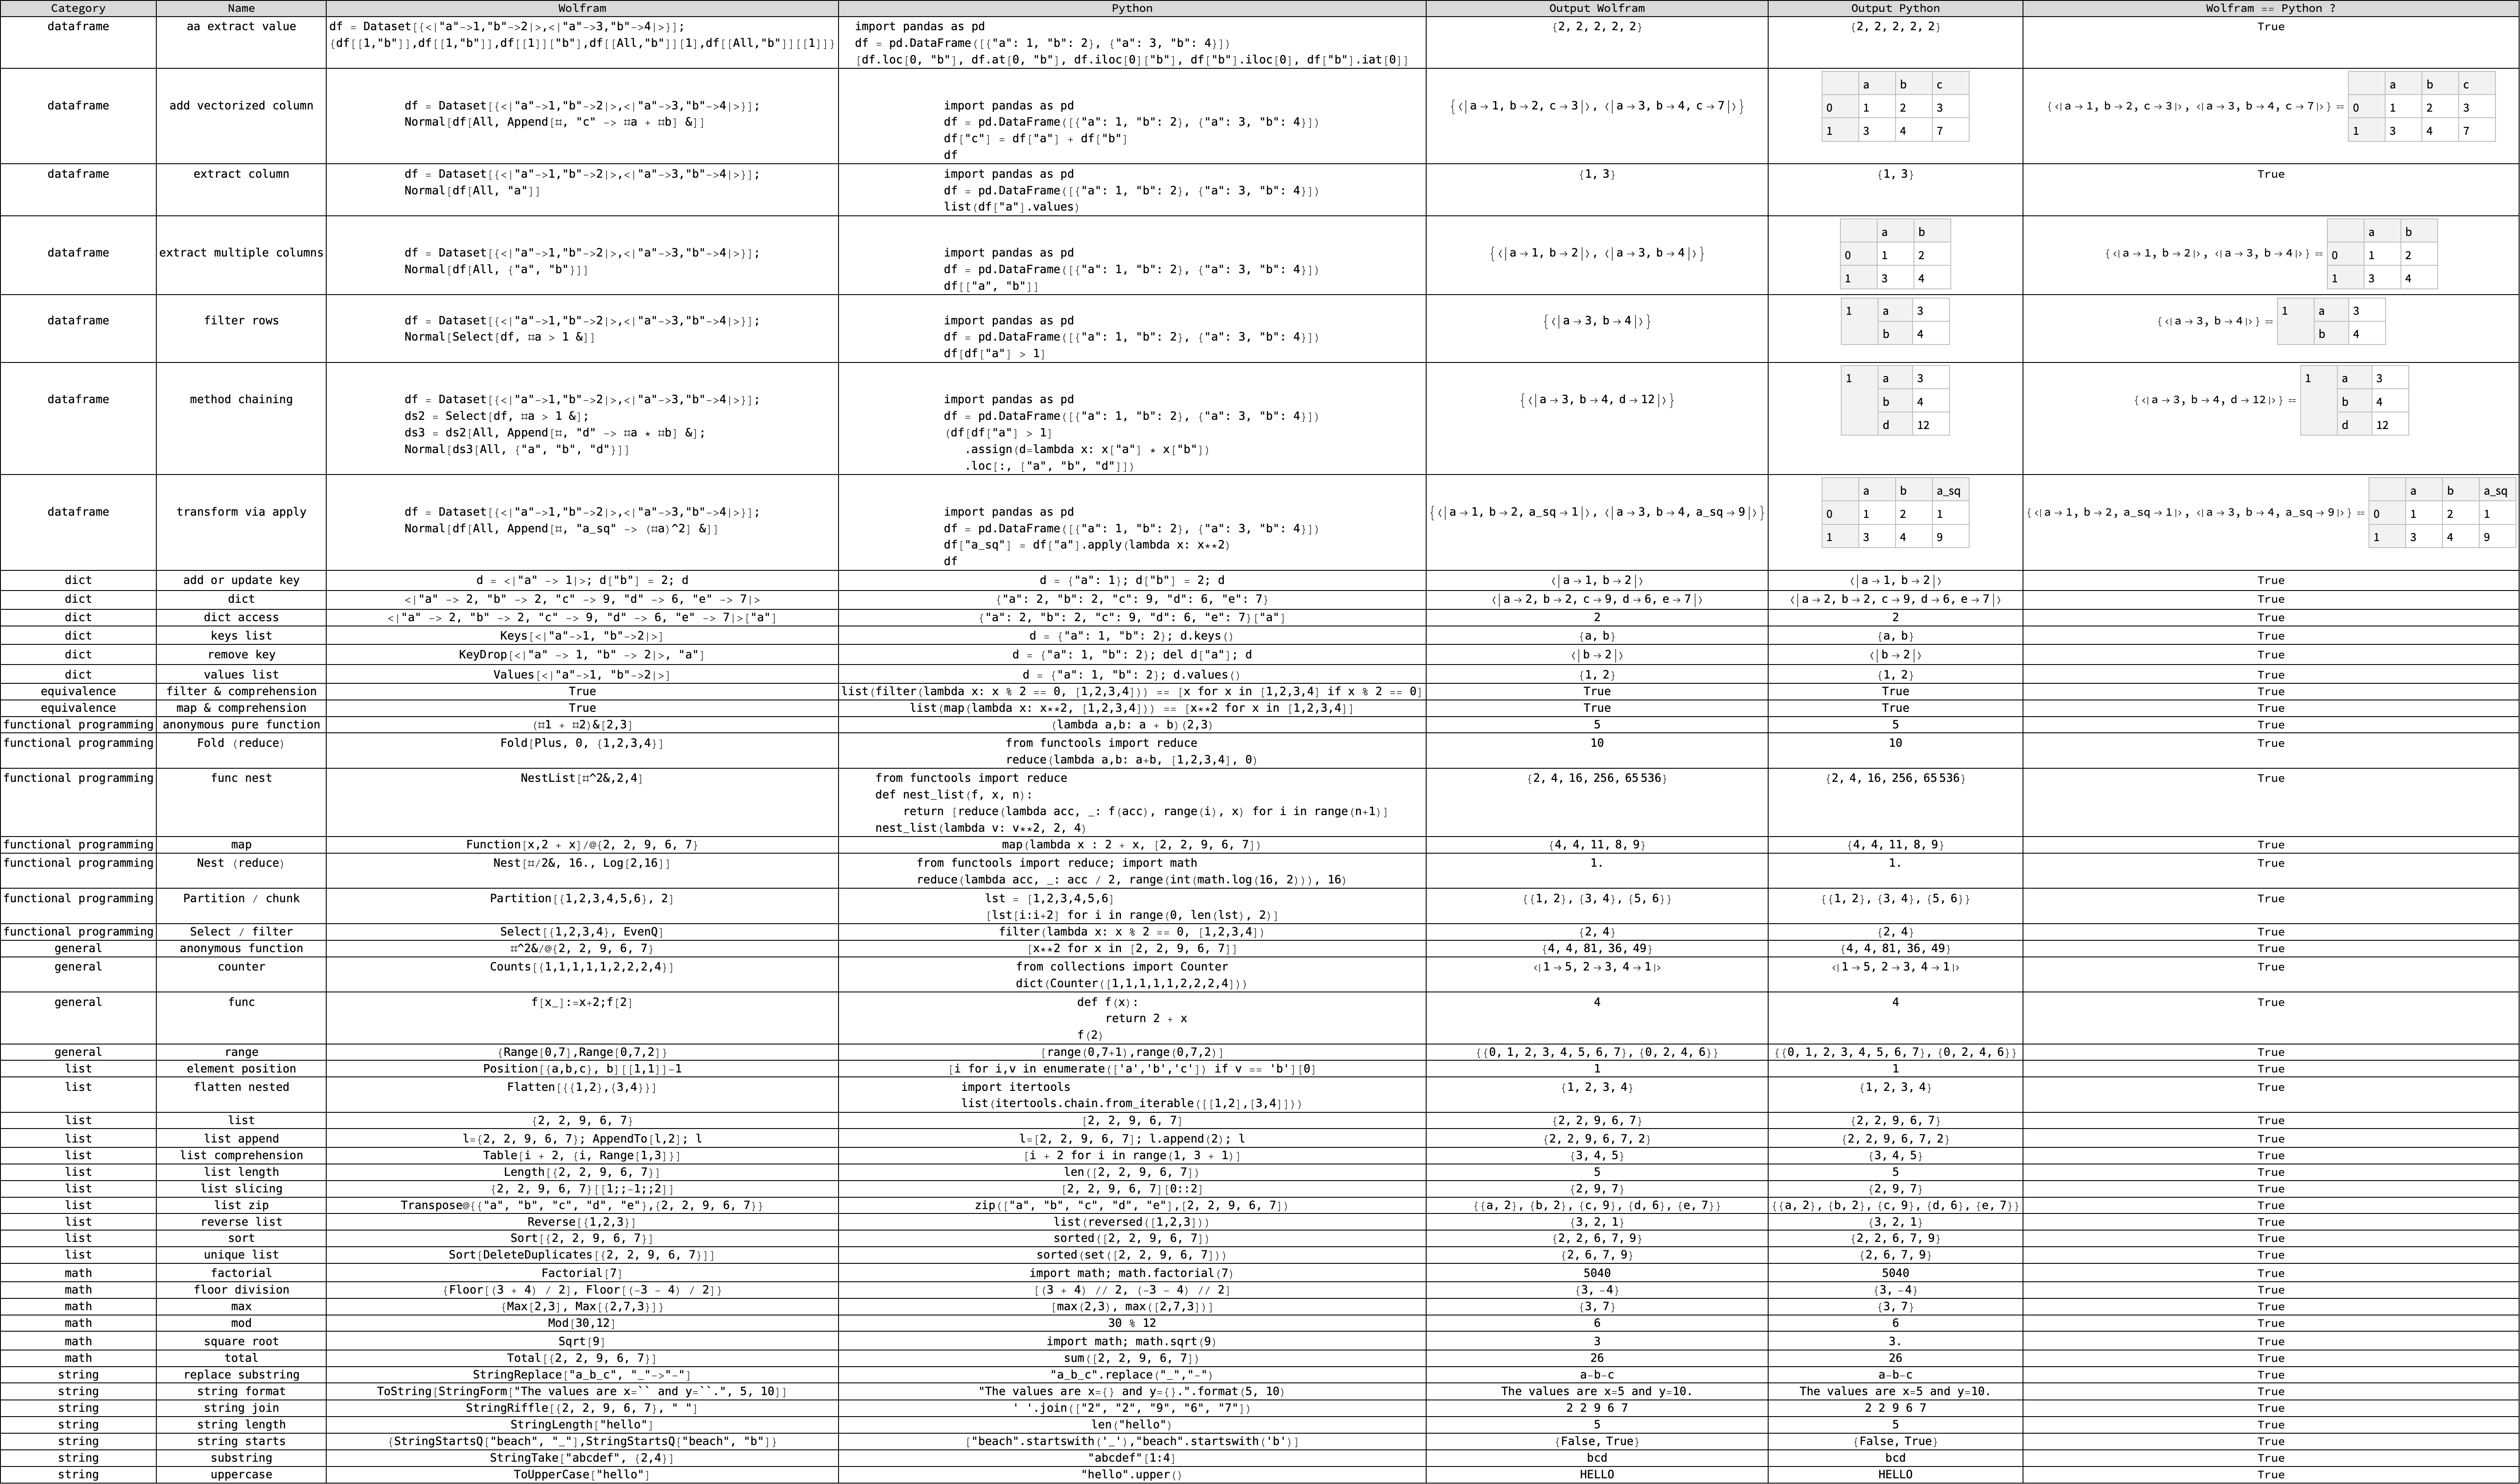 Category Name Wolfram Python Output Wolfram Output Python Wolfram == Python ?
dataframe aa extract value df = Dataset[{<|"a"->1,"b"->2|>,<|"a"->3,"b"->4|>}]; import pandas as pd {2, 2, 2, 2, 2} {2, 2, 2, 2, 2} True
{df[[1,"b"]],df[[1,"b"]],df[[1]]["b"],df[[All,"b"]][1],df[[All,"b"]][[1]]} df = pd.DataFrame([{"a": 1, "b": 2}, {"a": 3, "b": 4}])
[df.loc[0, "b"], df.at[0, "b"], df.iloc[0]["b"], df["b"].iloc[0], df["b"].iat[0]]
a b c a b c
dataframe add vectorized column df = Dataset[{<|"a"->1,"b"->2|>,<|"a"->3,"b"->4|>}]; import pandas as pd {<|a → 1, b → 2, c → 3|>, <|a → 3, b → 4, c → 7|>} 0 1 2 3 {<|a → 1, b → 2, c → 3|>, <|a → 3, b → 4, c → 7|>} == 0 1 2 3
Normal[df[All, Append[#, "c" -> #a + #b] &]] df = pd.DataFrame([{"a": 1, "b": 2}, {"a": 3, "b": 4}]) 1 3 4 7 1 3 4 7
df["c"] = df["a"] + df["b"]
df
dataframe extract column df = Dataset[{<|"a"->1,"b"->2|>,<|"a"->3,"b"->4|>}]; import pandas as pd {1, 3} {1, 3} True
Normal[df[All, "a"]] df = pd.DataFrame([{"a": 1, "b": 2}, {"a": 3, "b": 4}])
list(df["a"].values)
a b a b
dataframe extract multiple columns df = Dataset[{<|"a"->1,"b"->2|>,<|"a"->3,"b"->4|>}]; import pandas as pd {<|a → 1, b → 2|>, <|a → 3, b → 4|>} 0 1 2 {<|a → 1, b → 2|>, <|a → 3, b → 4|>} == 0 1 2
Normal[df[All, {"a", "b"}]] df = pd.DataFrame([{"a": 1, "b": 2}, {"a": 3, "b": 4}]) 1 3 4 1 3 4
df[["a", "b"]]
dataframe filter rows df = Dataset[{<|"a"->1,"b"->2|>,<|"a"->3,"b"->4|>}]; import pandas as pd {<|a → 3, b → 4|>} 1 a 3 {<|a → 3, b → 4|>} == 1 a 3
Normal[Select[df, #a > 1 &]] df = pd.DataFrame([{"a": 1, "b": 2}, {"a": 3, "b": 4}]) b 4 b 4
df[df["a"] > 1]
1 a 3 1 a 3
dataframe method chaining df = Dataset[{<|"a"->1,"b"->2|>,<|"a"->3,"b"->4|>}]; import pandas as pd {<|a → 3, b → 4, d → 12|>} b 4 {<|a → 3, b → 4, d → 12|>} == b 4
ds2 = Select[df, #a > 1 &]; df = pd.DataFrame([{"a": 1, "b": 2}, {"a": 3, "b": 4}]) d 12 d 12
ds3 = ds2[All, Append[#, "d" -> #a * #b] &]; (df[df["a"] > 1]
Normal[ds3[All, {"a", "b", "d"}]] .assign(d=lambda x: x["a"] * x["b"])
.loc[:, ["a", "b", "d"]])
a b a_sq a b a_sq
dataframe transform via apply df = Dataset[{<|"a"->1,"b"->2|>,<|"a"->3,"b"->4|>}]; import pandas as pd {<|a → 1, b → 2, a_sq → 1|>, <|a → 3, b → 4, a_sq → 9|>} 0 1 2 1 {<|a → 1, b → 2, a_sq → 1|>, <|a → 3, b → 4, a_sq → 9|>} == 0 1 2 1
Normal[df[All, Append[#, "a_sq" -> (#a)^2] &]] df = pd.DataFrame([{"a": 1, "b": 2}, {"a": 3, "b": 4}]) 1 3 4 9 1 3 4 9
df["a_sq"] = df["a"].apply(lambda x: x**2)
df
dict add or update key d = <|"a" -> 1|>; d["b"] = 2; d d = {"a": 1}; d["b"] = 2; d <|a → 1, b → 2|> <|a → 1, b → 2|> True
dict dict <|"a" -> 2, "b" -> 2, "c" -> 9, "d" -> 6, "e" -> 7|> {"a": 2, "b": 2, "c": 9, "d": 6, "e": 7} <|a → 2, b → 2, c → 9, d → 6, e → 7|> <|a → 2, b → 2, c → 9, d → 6, e → 7|> True
dict dict access <|"a" -> 2, "b" -> 2, "c" -> 9, "d" -> 6, "e" -> 7|>["a"] {"a": 2, "b": 2, "c": 9, "d": 6, "e": 7}["a"] 2 2 True
dict keys list Keys[<|"a"->1, "b"->2|>] d = {"a": 1, "b": 2}; d.keys() {a, b} {a, b} True
dict remove key KeyDrop[<|"a" -> 1, "b" -> 2|>, "a"] d = {"a": 1, "b": 2}; del d["a"]; d <|b → 2|> <|b → 2|> True
dict values list Values[<|"a"->1, "b"->2|>] d = {"a": 1, "b": 2}; d.values() {1, 2} {1, 2} True
equivalence filter & comprehension True list(filter(lambda x: x % 2 == 0, [1,2,3,4])) == [x for x in [1,2,3,4] if x % 2 == 0] True True True
equivalence map & comprehension True list(map(lambda x: x**2, [1,2,3,4])) == [x**2 for x in [1,2,3,4]] True True True
functional programming anonymous pure function (#1 + #2)&[2,3] (lambda a,b: a + b)(2,3) 5 5 True
functional programming Fold (reduce) Fold[Plus, 0, {1,2,3,4}] from functools import reduce 10 10 True
reduce(lambda a,b: a+b, [1,2,3,4], 0)
functional programming func nest NestList[#^2&,2,4] from functools import reduce {2, 4, 16, 256, 65 536} {2, 4, 16, 256, 65 536} True
def nest_list(f, x, n):
return [reduce(lambda acc, _: f(acc), range(i), x) for i in range(n+1)]
nest_list(lambda v: v**2, 2, 4)
functional programming map Function[x,2 + x]/@{2, 2, 9, 6, 7} map(lambda x : 2 + x, [2, 2, 9, 6, 7]) {4, 4, 11, 8, 9} {4, 4, 11, 8, 9} True
functional programming Nest (reduce) Nest[#/2&, 16., Log[2,16]] from functools import reduce; import math 1. 1. True
reduce(lambda acc, _: acc / 2, range(int(math.log(16, 2))), 16)
functional programming Partition / chunk Partition[{1,2,3,4,5,6}, 2] lst = [1,2,3,4,5,6] {{1, 2}, {3, 4}, {5, 6}} {{1, 2}, {3, 4}, {5, 6}} True
[lst[i:i+2] for i in range(0, len(lst), 2)]
functional programming Select / filter Select[{1,2,3,4}, EvenQ] filter(lambda x: x % 2 == 0, [1,2,3,4]) {2, 4} {2, 4} True
general anonymous function #^2&/@{2, 2, 9, 6, 7} [x**2 for x in [2, 2, 9, 6, 7]] {4, 4, 81, 36, 49} {4, 4, 81, 36, 49} True
general counter Counts[{1,1,1,1,1,2,2,2,4}] from collections import Counter <|1 → 5, 2 → 3, 4 → 1|> <|1 → 5, 2 → 3, 4 → 1|> True
dict(Counter([1,1,1,1,1,2,2,2,4]))
general func f[x_]:=x+2;f[2] def f(x): 4 4 True
return 2 + x
f(2)
general range {Range[0,7],Range[0,7,2]} [range(0,7+1),range(0,7,2)] {{0, 1, 2, 3, 4, 5, 6, 7}, {0, 2, 4, 6}} {{0, 1, 2, 3, 4, 5, 6, 7}, {0, 2, 4, 6}} True
list element position Position[{a,b,c}, b][[1,1]]-1 [i for i,v in enumerate(['a','b','c']) if v == 'b'][0] 1 1 True
list flatten nested Flatten[{{1,2},{3,4}}] import itertools {1, 2, 3, 4} {1, 2, 3, 4} True
list(itertools.chain.from_iterable([[1,2],[3,4]]))
list list {2, 2, 9, 6, 7} [2, 2, 9, 6, 7] {2, 2, 9, 6, 7} {2, 2, 9, 6, 7} True
list list append l={2, 2, 9, 6, 7}; AppendTo[l,2]; l l=[2, 2, 9, 6, 7]; l.append(2); l {2, 2, 9, 6, 7, 2} {2, 2, 9, 6, 7, 2} True
list list comprehension Table[i + 2, {i, Range[1,3]}] [i + 2 for i in range(1, 3 + 1)] {3, 4, 5} {3, 4, 5} True
list list length Length[{2, 2, 9, 6, 7}] len([2, 2, 9, 6, 7]) 5 5 True
list list slicing {2, 2, 9, 6, 7}[[1;;-1;;2]] [2, 2, 9, 6, 7][0::2] {2, 9, 7} {2, 9, 7} True
list list zip Transpose@{{"a", "b", "c", "d", "e"},{2, 2, 9, 6, 7}} zip(["a", "b", "c", "d", "e"],[2, 2, 9, 6, 7]) {{a, 2}, {b, 2}, {c, 9}, {d, 6}, {e, 7}} {{a, 2}, {b, 2}, {c, 9}, {d, 6}, {e, 7}} True
list reverse list Reverse[{1,2,3}] list(reversed([1,2,3])) {3, 2, 1} {3, 2, 1} True
list sort Sort[{2, 2, 9, 6, 7}] sorted([2, 2, 9, 6, 7]) {2, 2, 6, 7, 9} {2, 2, 6, 7, 9} True
list unique list Sort[DeleteDuplicates[{2, 2, 9, 6, 7}]] sorted(set([2, 2, 9, 6, 7])) {2, 6, 7, 9} {2, 6, 7, 9} True
math factorial Factorial[7] import math; math.factorial(7) 5040 5040 True
math floor division {Floor[(3 + 4) / 2], Floor[(-3 - 4) / 2]} [(3 + 4) // 2, (-3 - 4) // 2] {3, -4} {3, -4} True
math max {Max[2,3], Max[{2,7,3}]} [max(2,3), max([2,7,3])] {3, 7} {3, 7} True
math mod Mod[30,12] 30 % 12 6 6 True
math square root Sqrt[9] import math; math.sqrt(9) 3 3. True
math total Total[{2, 2, 9, 6, 7}] sum([2, 2, 9, 6, 7]) 26 26 True
string replace substring StringReplace["a_b_c", "_"->"-"] "a_b_c".replace("_","-") a-b-c a-b-c True
string string format ToString[StringForm["The values are x=`` and y=``.", 5, 10]] "The values are x={} and y={}.".format(5, 10) The values are x=5 and y=10. The values are x=5 and y=10. True
string string join StringRiffle[{2, 2, 9, 6, 7}, " "] ' '.join(["2", "2", "9", "6", "7"]) 2 2 9 6 7 2 2 9 6 7 True
string string length StringLength["hello"] len("hello") 5 5 True
string string starts {StringStartsQ["beach", "_"],StringStartsQ["beach", "b"]} ["beach".startswith('_'),"beach".startswith('b')] {False, True} {False, True} True
string substring StringTake["abcdef", {2,4}] "abcdef"[1:4] bcd bcd True
string uppercase ToUpperCase["hello"] "hello".upper() HELLO HELLO True